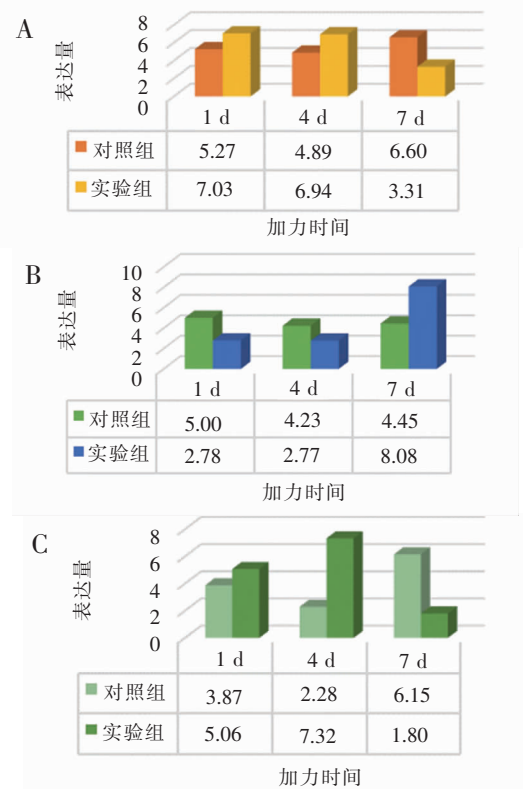 A
表达量
8
6
4
2
0
1 d 4 d 7 d
对照组 5.27 4.89 6.60
实验组 7.03 6.94 3.31
加力时间
B
表达量
10
8
6
4
2
0
1 d 4 d 7 d
对照组 5.00 4.23 4.45
实验组 2.78 2.77 8.08
加力时间
C
表达量
8
6
4
2
0
1 d 4 d 7 d
对照组 3.87 2.28 6.15
实验组 5.06 7.32 1.80
加力时间